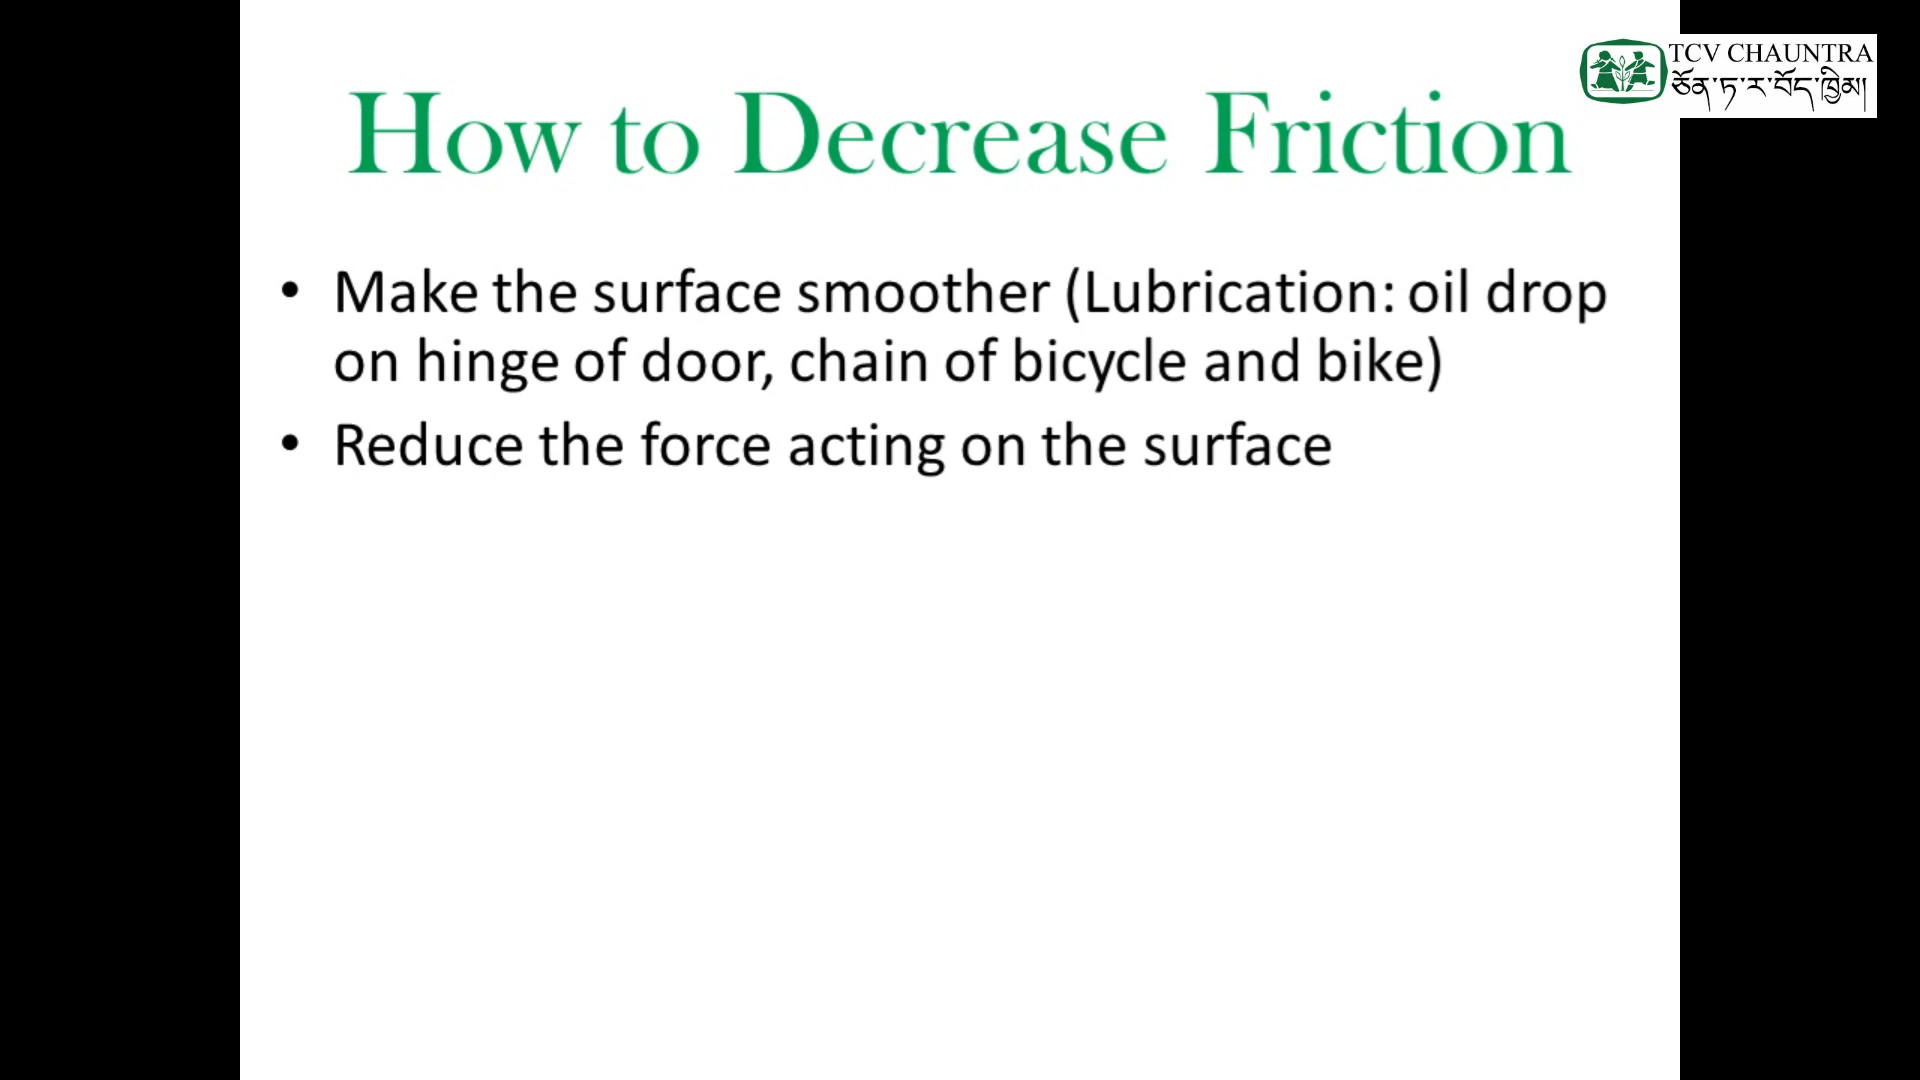 TCV CHAUNTRA
ཅོན་ཏ་ར་བོད་ཁྱིམ།
How to Decrease Friction
• Make the surface smoother (Lubrication: oil drop
on hinge of door, chain of bicycle and bike)
• Reduce the force acting on the surface